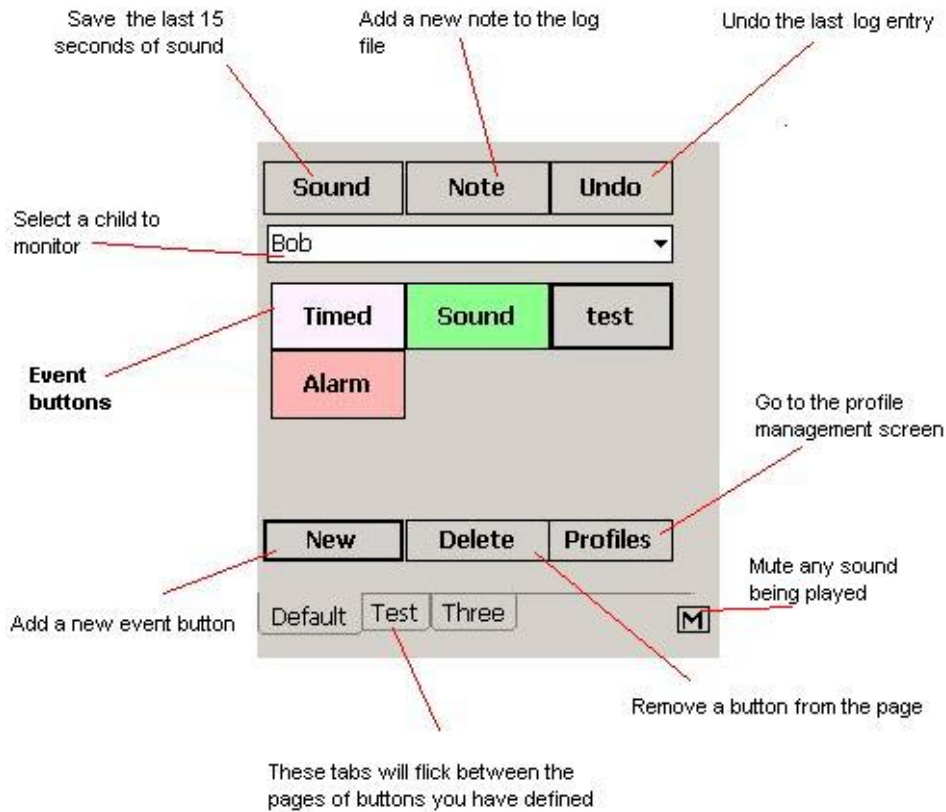 Save the last 15
seconds of sound
Add a new note to the log
file
Undo the last log entry
Sound
Note
Undo
Select a child to
monitor
Bob
Timed
Sound
test
Event
buttons
Alarm
Go to the profile
management screen
New
Delete
Profiles
Mute any sound
being played
Add a new event button
Default
Test
Three
M
Remove a button from the page
These tabs will flick between the
pages of buttons you have defined